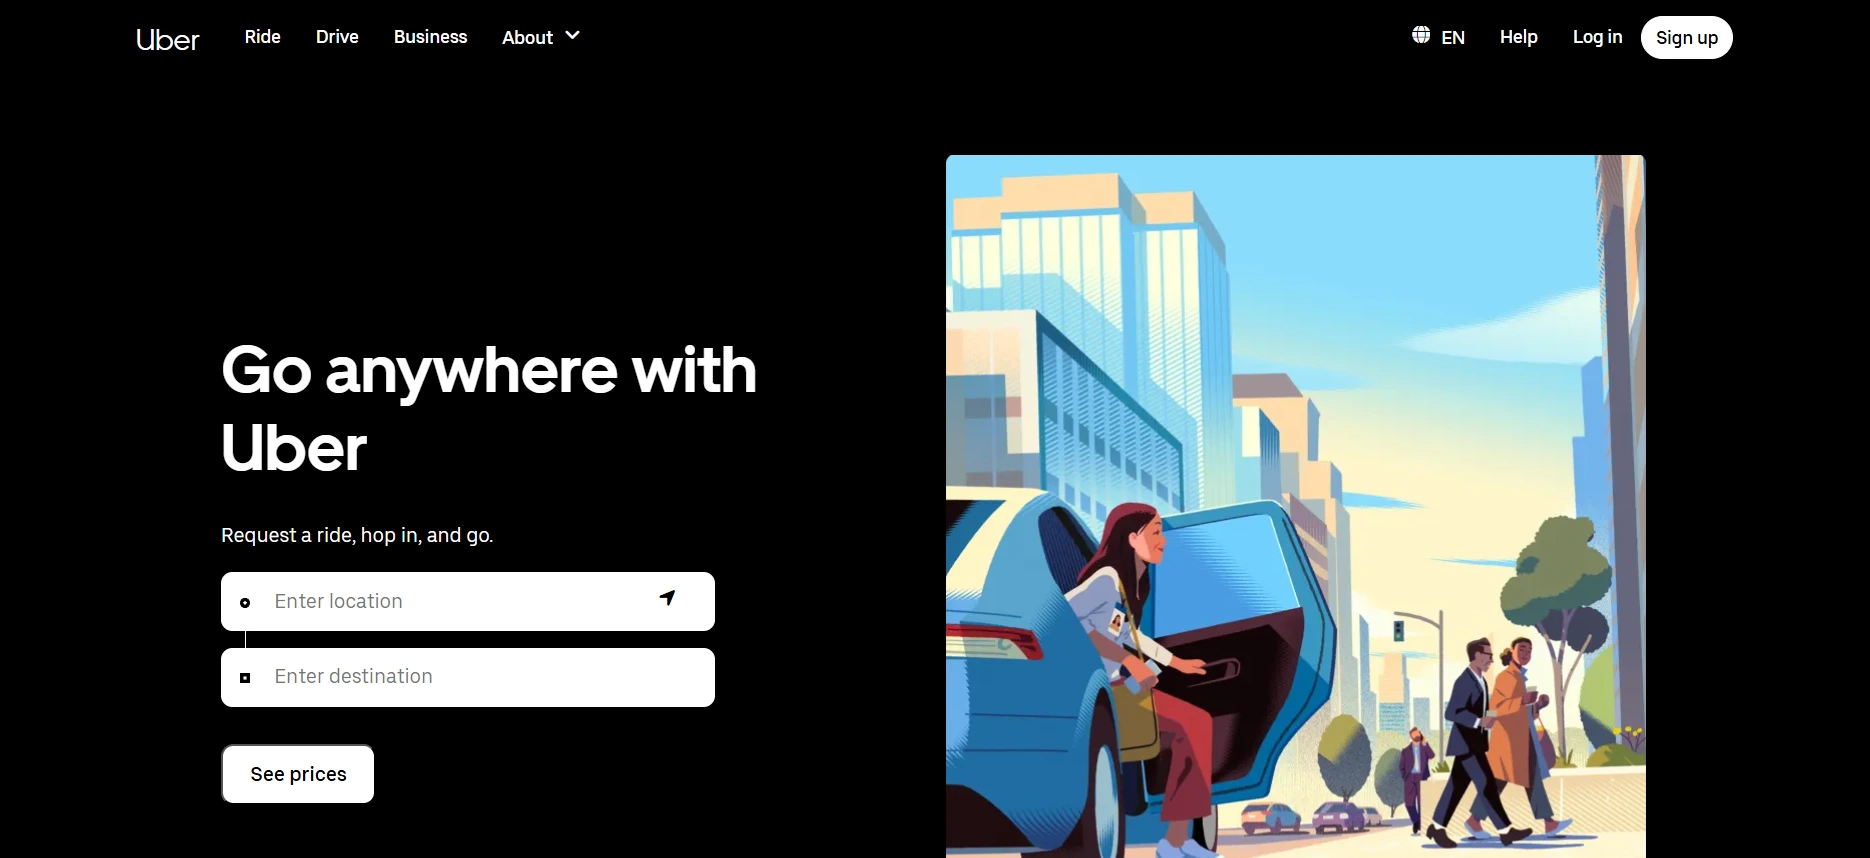 Uber Ride Drive Business About EN Help Log in Sign up
Go anywhere with
Uber
Request a ride, hop in, and go.
Enter location
Enter destination
See prices